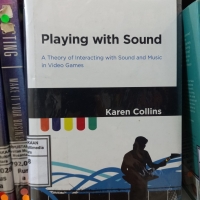 Playing with Sound
A Theory of Interacting with Sound and Music
in Video Games
Karen Collins